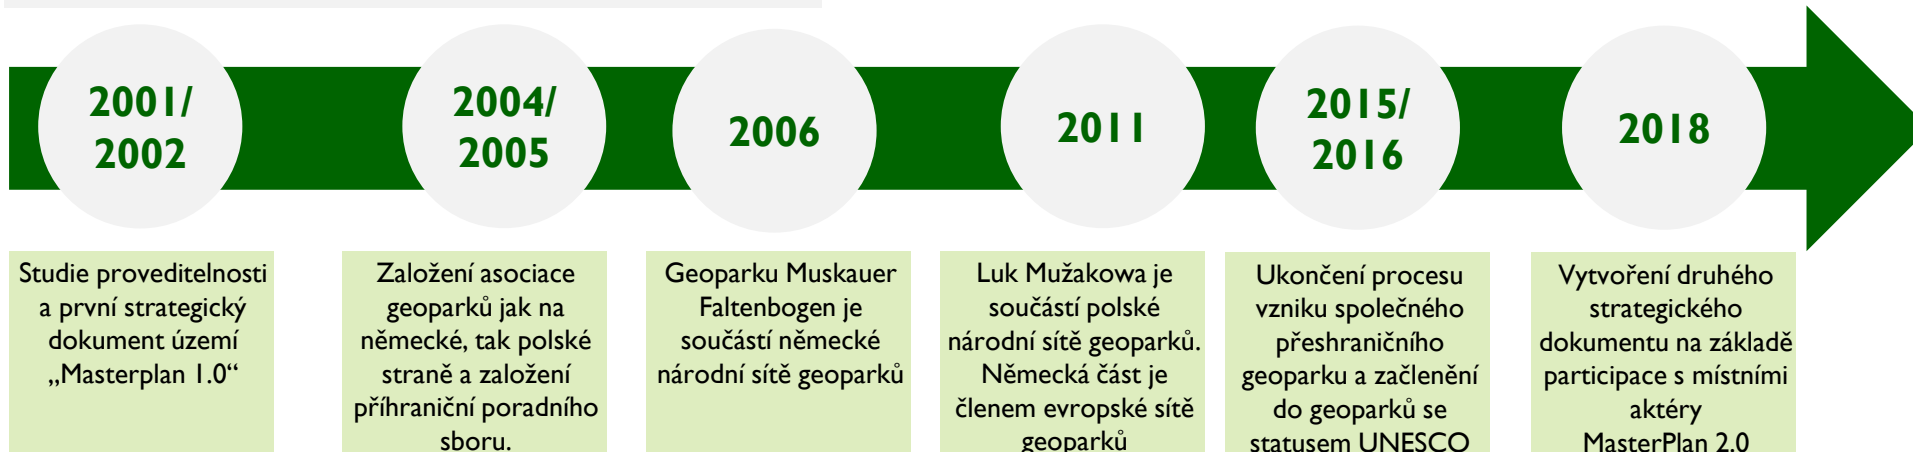 2001/
2002
2004/
2005
2006
2011
2015/
2016
2018
Studie proveditelnosti
a první strategický
dokument území
„Masterplan 1.0“
Založení asociace
geoparků jak na
německé, tak polské
straně a založení
příhraniční poradního
sboru.
Geoparku Muskauer
Faltenbogen je
součástí německé
národní sítě geoparků
Luk Mužakowa je
součástí polské
národní sítě geoparků.
Německá část je
členem evropské sítě
geoparků
Ukončení procesu
vzniku společného
přeshraničního
geoparku a začlenění
do geoparků se
statusem UNESCO
Vytvoření druhého
strategického
dokumentu na základě
participace s místními
aktéry
MasterPlan 2.0